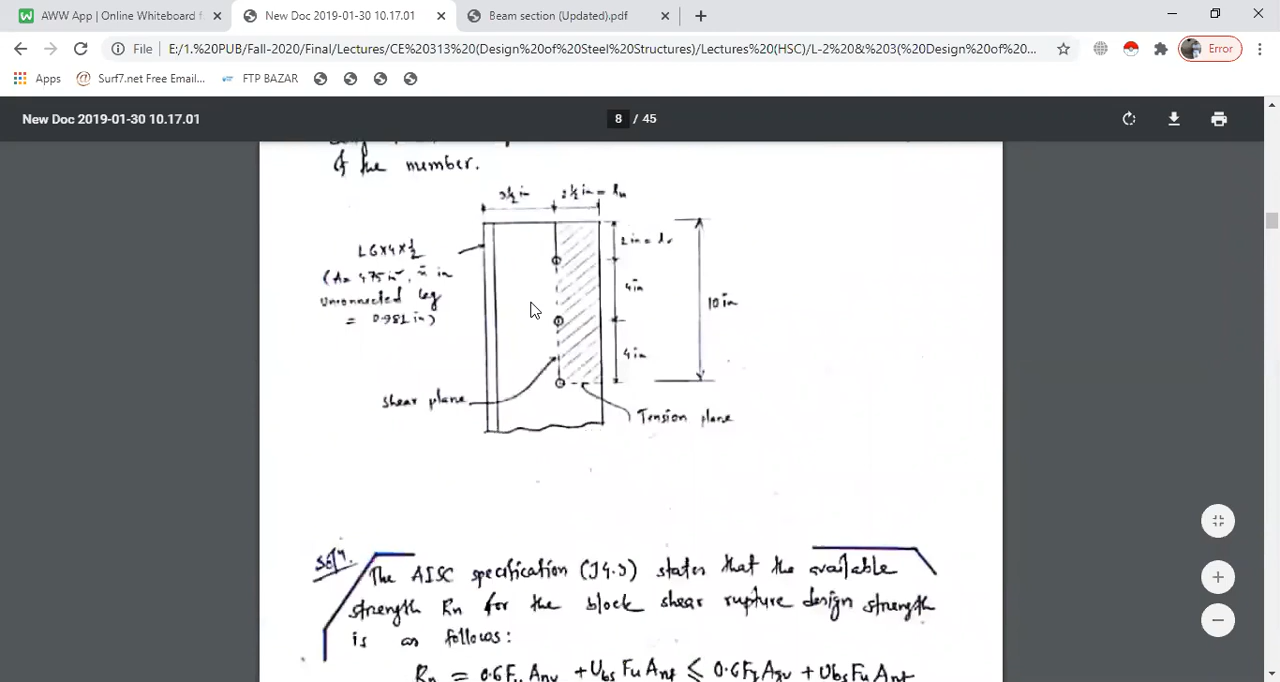 AWW App | Online Whiteboard f
New Doc 2019-01-30 10.17.01
Beam section (Updated).pdf
File
E:/1.%20PUB/Fall-2020/Final/Lectures/CE%20313%20(Design%20of%20Steel%20Structures)/Lectures%20(HSC)/L-2%20&%203(%20Design%20of%20...
Error
Apps
Surf7.net Free Email...
FTP BAZAR
New Doc 2019-01-30 10.17.01
8 / 45
of the member.
3½ in
2½ in = ln
L6×4×½
(A= 4.75 in², x̄ in
unconnected leg
= 0.981 in)
2 in = lv
4 in
4 in
10 in
shear plane
Tension plane
The AISC specification (J4.3) states that the available
strength Rn for the block shear rupture design strength
is as follows:
Rn = 0.6Fu Anv + Ubs Fu Ant ≤ 0.6Fy Agv + Ubs Fu Ant